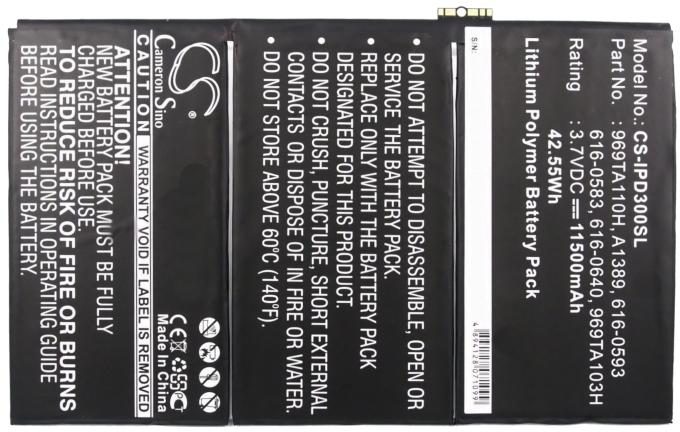 Model No.: CS-IPD300SL
Part No. : 969TA110H, A1389, 616-0593
616-0583, 616-0640, 969TA103H
Rating : 3.7VDC 11500mAh
42.55Wh
Lithium Polymer Battery Pack
S/N:
4894128071099
• DO NOT ATTEMPT TO DISASSEMBLE, OPEN OR
SERVICE THE BATTERY PACK.
• REPLACE ONLY WITH THE BATTERY PACK
DESIGNATED FOR THIS PRODUCT.
• DO NOT CRUSH, PUNCTURE, SHORT EXTERNAL
CONTACTS OR DISPOSE OF IN FIRE OR WATER.
• DO NOT STORE ABOVE 60°C (140°F).
CS®
Cameron Sino
CE
Made In China
CAUTION WARRANTY VOID IF LABEL IS REMOVED
ATTENTION!
NEW BATTERY PACK MUST BE FULLY
CHARGED BEFORE USE.
TO REDUCE RISK OF FIRE OR BURNS
READ INSTRUCTIONS IN OPERATING GUIDE
BEFORE USING THE BATTERY.